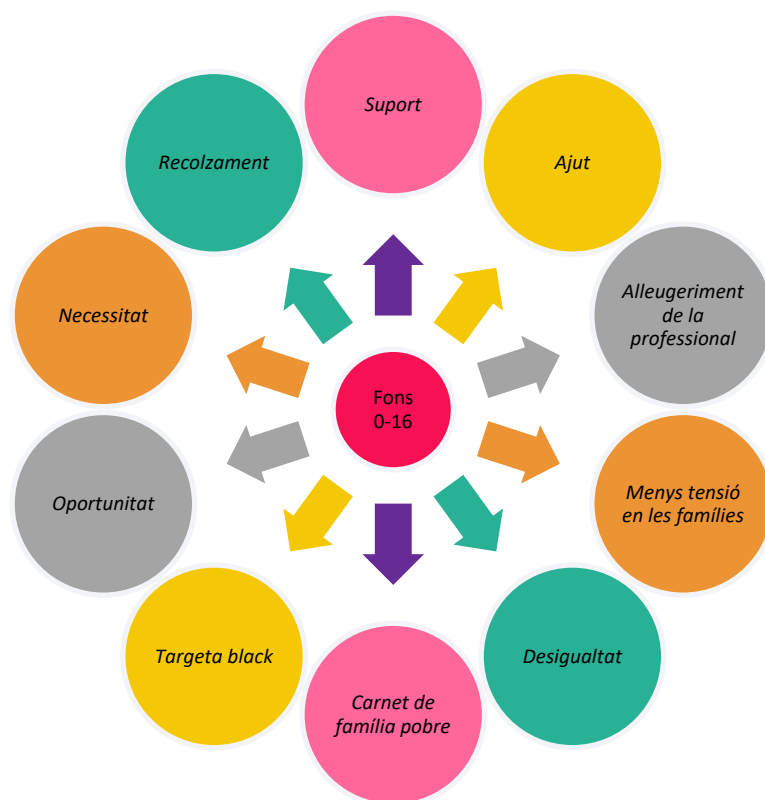 Suport
Ajut
Alleugeriment
de la
professional
Menys tensió
en les famílies
Desigualtat
Carnet de
família pobre
Targeta black
Oportunitat
Necessitat
Recolzament
Fons
0-16